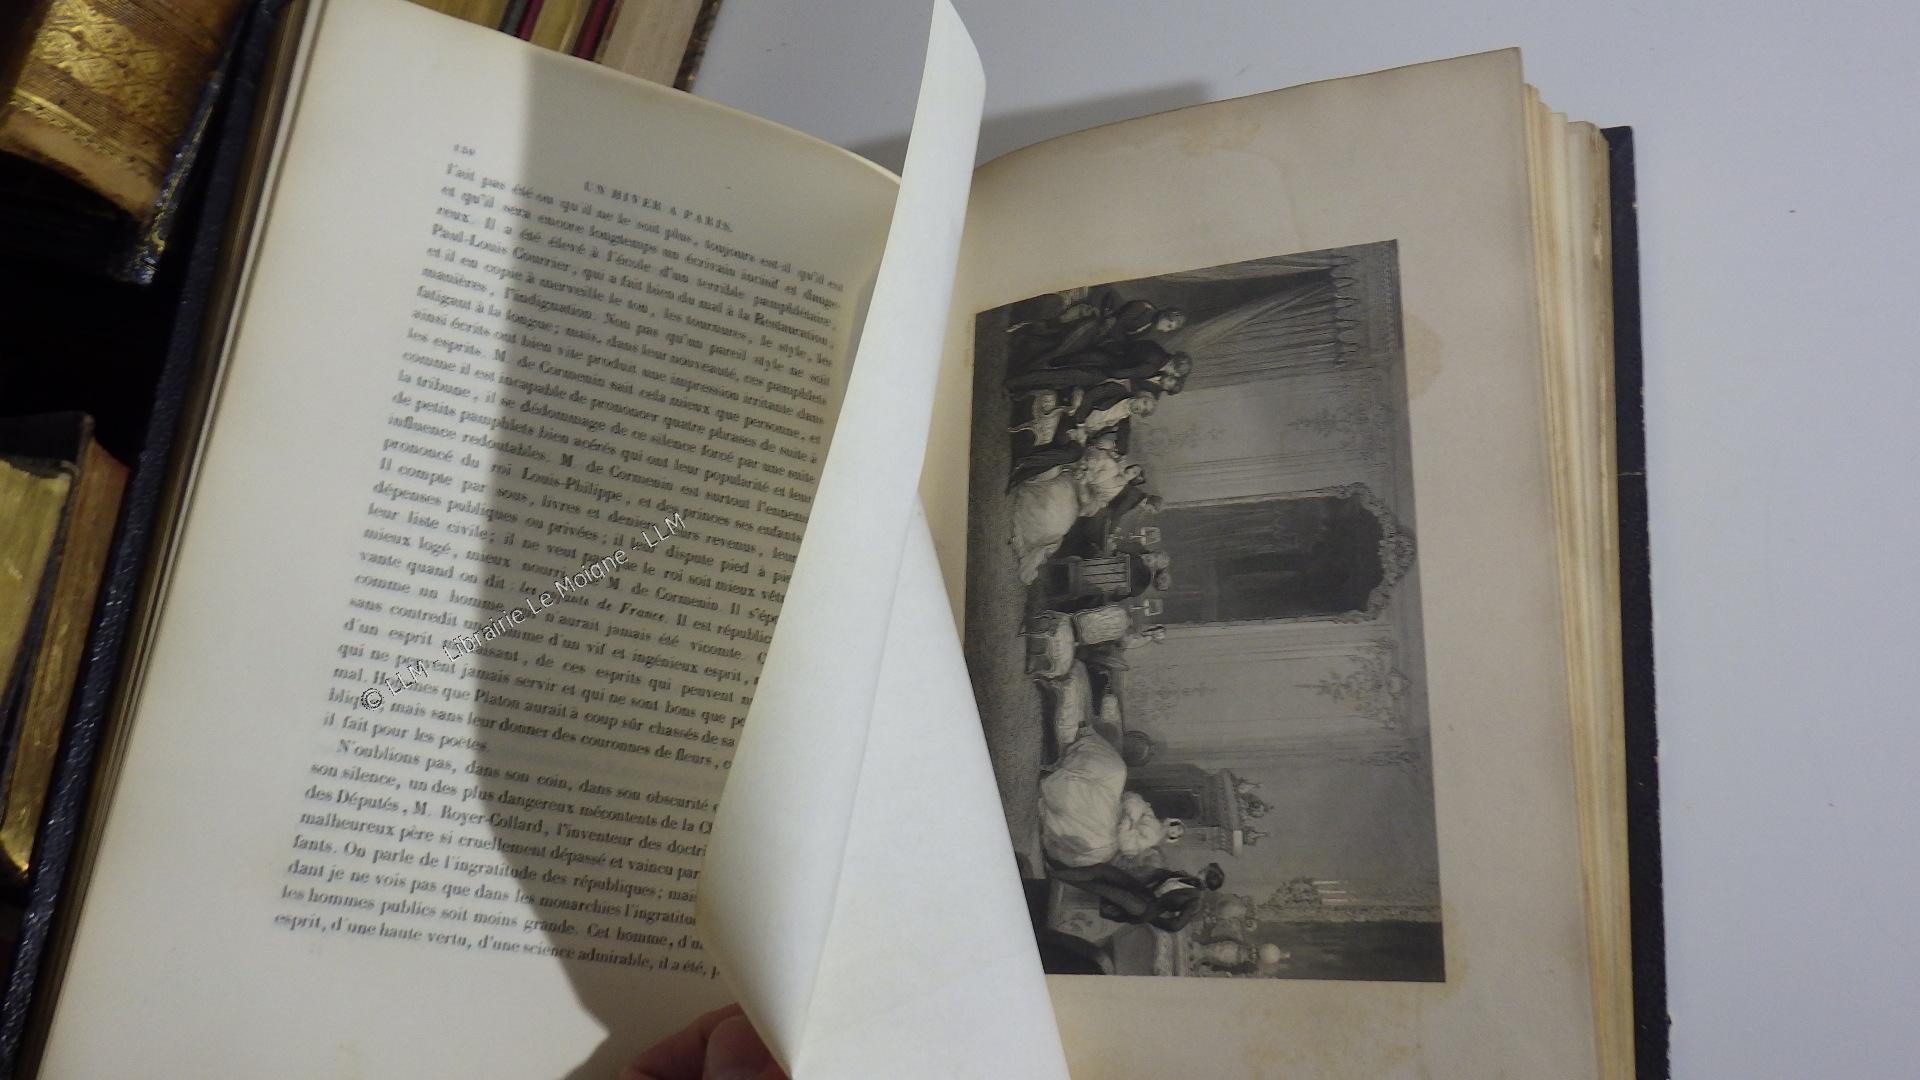 UN HIVER A PARIS.
l'ait pas été ou qu'il ne le soit plus, toujours est-il qu'il est
et qu'il sera encore longtemps un écrivain incisif et dange-
reux. Il a été élevé à l'école d'un terrible pamphlétaire,
Paul-Louis Courrier, qui a fait bien du mal à la Restauration,
et il en copie à merveille le ton, les tournures, le style, les
manières, l'indignation. Non pas qu'un pareil style ne soit
fatigant à la longue; mais, dans leur nouveauté, ces pamphlets
ainsi écrits ont bien vite produit une impression irritante dans
les esprits. M. de Cormenin sait cela mieux que personne, et
comme il est incapable de prononcer quatre phrases de suite à
la tribune, il se dédommage de ce silence forcé par une suite
de petits pamphlets bien acérés qui ont leur popularité et leur
influence redoutables. M. de Cormenin est surtout l'ennemi
prononcé du roi Louis-Philippe, et des princes ses enfants.
Il compte par sous, livres et deniers leurs revenus, leurs
dépenses publiques ou privées; il leur dispute pied à pied
leur liste civile; il ne veut pas que le roi soit mieux vêtu,
mieux logé, mieux nourri que M. de Cormenin. Il s'épou
vante quand on dit: les enfants de France. Il est républic
comme un homme n'aurait jamais été vicomte.
sans contredit un homme d'un vif et ingénieux esprit,
d'un esprit malfaisant, de ces esprits qui peuvent
qui ne peuvent jamais servir et qui ne sont bons que po
mal. Hommes que Platon aurait à coup sûr chassés de sa
blique, mais sans leur donner des couronnes de fleurs, c
il fait pour les poètes.
N'oublions pas, dans son coin, dans son obscurité
son silence, un des plus dangereux mécontents de la Ch
des Députés, M. Royer-Collard, l'inventeur des doctri
malheureux père si cruellement dépassé et vaincu par
fants. On parle de l'ingratitude des républiques; mais
dant je ne vois pas que dans les monarchies l'ingratitu
les hommes publics soit moins grande. Cet homme, d'u
esprit, d'une haute vertu, d'une science admirable, il a été, p
© LLM - Librairie Le Moigne - LLM